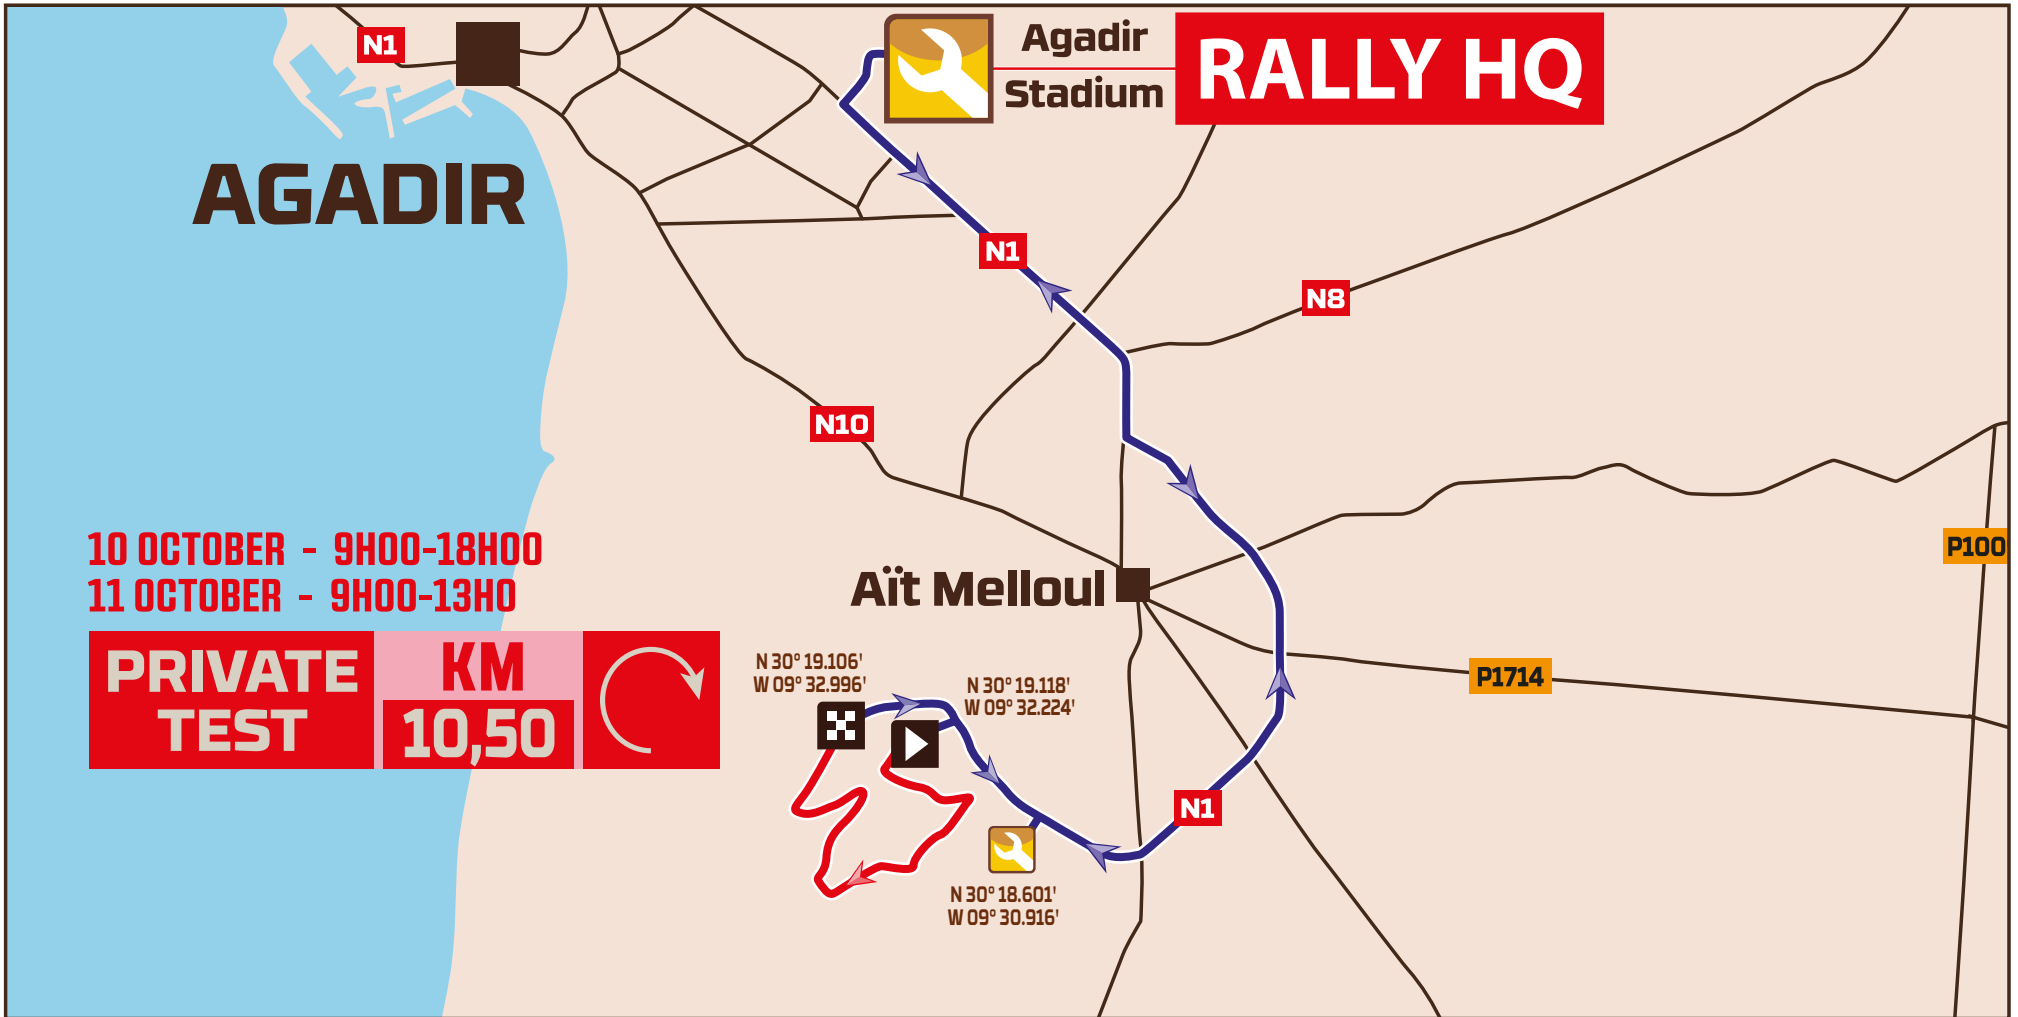 N1
Agadir
Stadium
RALLY HQ
AGADIR
N1
N8
N10
10 OCTOBER - 9H00-18H00
11 OCTOBER - 9H00-13H0
P100
Aït Melloul
PRIVATE
TEST
KM
10,50
N 30° 19.106'
W 09° 32.996'
N 30° 19.118'
W 09° 32.224'
P1714
N1
N 30° 18.601'
W 09° 30.916'